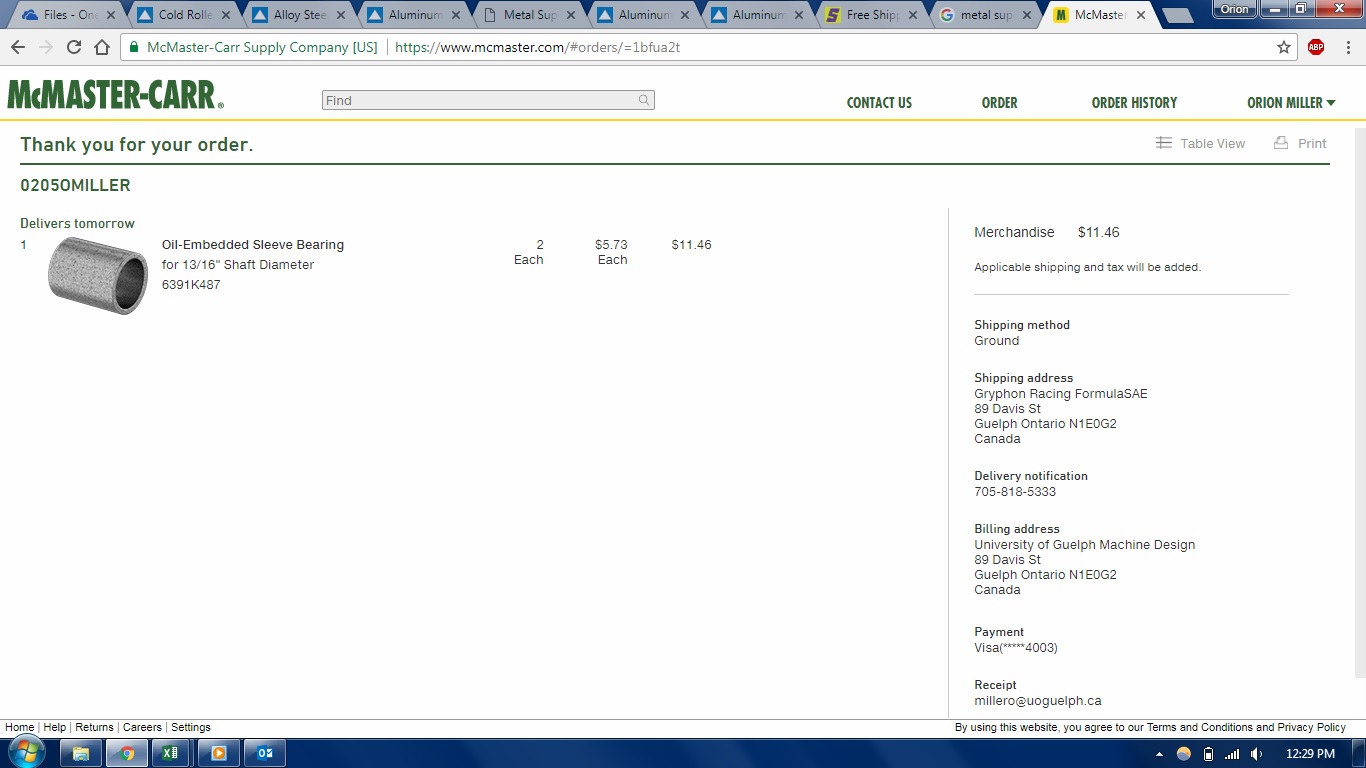 Files - One
Cold Rolle
Alloy Stee
Aluminum
Metal Sup
Aluminum
Aluminun
Free Shipp
metal sup
McMaster
Orion
McMaster-Carr Supply Company [US] | https://www.mcmaster.com/#orders/=1bfua2t
ABP
McMASTER-CARR®
Find
CONTACT US
ORDER
ORDER HISTORY
ORION MILLER
Thank you for your order.
Table View
Print
0205OMILLER
Delivers tomorrow
1 Oil-Embedded Sleeve Bearing 2 $5.73 $11.46
for 13/16" Shaft Diameter Each Each
6391K487
Merchandise $11.46
Applicable shipping and tax will be added.
Shipping method
Ground
Shipping address
Gryphon Racing FormulaSAE
89 Davis St
Guelph Ontario N1E0G2
Canada
Delivery notification
705-818-5333
Billing address
University of Guelph Machine Design
89 Davis St
Guelph Ontario N1E0G2
Canada
Payment
Visa(*****4003)
Receipt
millero@uoguelph.ca
Home | Help | Returns | Careers | Settings
By using this website, you agree to our Terms and Conditions and Privacy Policy
12:29 PM